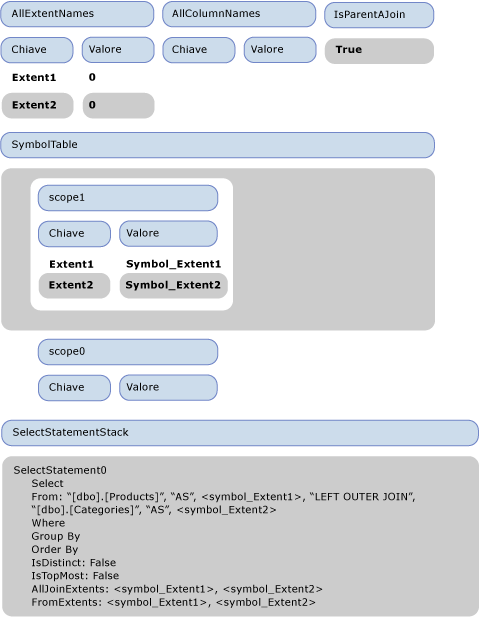 AllExtentNames AllColumnNames IsParentAJoin
Chiave Valore Chiave Valore True
Extent1 0
Extent2 0
SymbolTable
scope1
Chiave Valore
Extent1 Symbol_Extent1
Extent2 Symbol_Extent2
scope0
Chiave Valore
SelectStatementStack
SelectStatement0
Select
From: “[dbo].[Products]”, “AS”, <symbol_Extent1>, “LEFT OUTER JOIN”,
“[dbo].[Categories]”, “AS”, <symbol_Extent2>
Where
Group By
Order By
IsDistinct: False
IsTopMost: False
AllJoinExtents: <symbol_Extent1>, <symbol_Extent2>
FromExtents: <symbol_Extent1>, <symbol_Extent2>